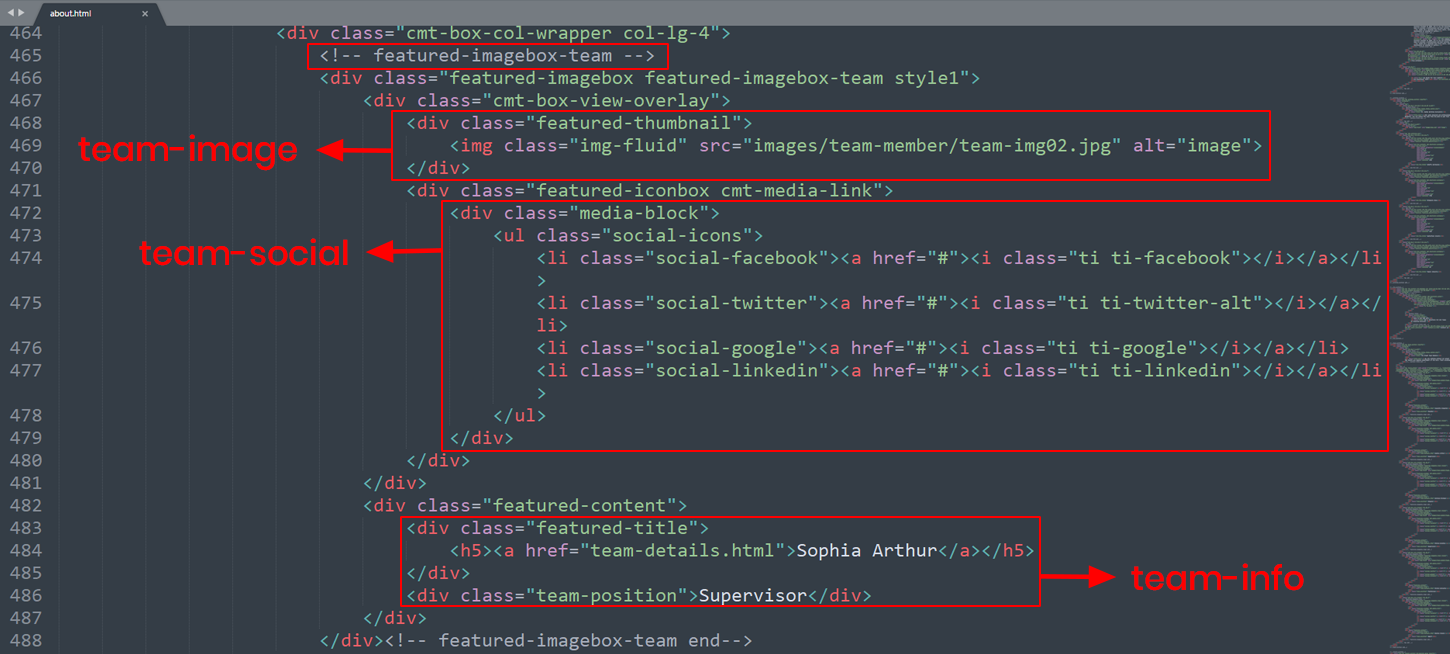 about.html ×
464 <div class="cmt-box-col-wrapper col-lg-4">
465 <!-- featured-imagebox-team -->
466 <div class="featured-imagebox featured-imagebox-team style1">
467 <div class="cmt-box-view-overlay">
468 <div class="featured-thumbnail">
469 <img class="img-fluid" src="images/team-member/team-img02.jpg" alt="image">
team-image
470 </div>
471 <div class="featured-iconbox cmt-media-link">
472 <div class="media-block">
473 <ul class="social-icons">
team-social
474 <li class="social-facebook"><a href="#"><i class="ti ti-facebook"></i></a></li
>
475 <li class="social-twitter"><a href="#"><i class="ti ti-twitter-alt"></i></a></
li>
476 <li class="social-google"><a href="#"><i class="ti ti-google"></i></a></li>
477 <li class="social-linkedin"><a href="#"><i class="ti ti-linkedin"></i></a></li
>
478 </ul>
479 </div>
480 </div>
481 </div>
482 <div class="featured-content">
483 <div class="featured-title">
484 <h5><a href="team-details.html">Sophia Arthur</a></h5>
485 </div>
team-info
486 <div class="team-position">Supervisor</div>
487 </div>
488 </div><!-- featured-imagebox-team end-->